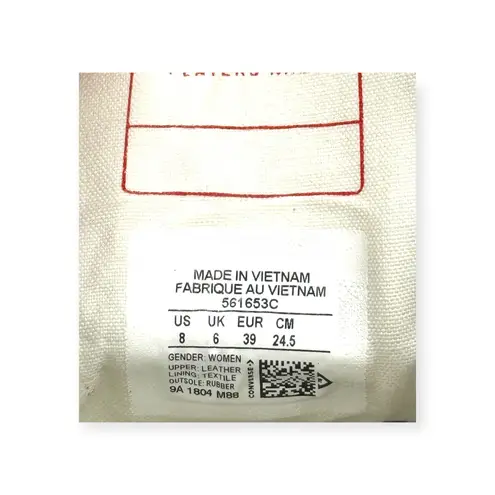 MADE IN VIETNAM
FABRIQUE AU VIETNAM
561653C
US UK EUR CM
8 6 39 24.5
GENDER: WOMEN
UPPER: LEATHER
LINING: TEXTILE
OUTSOLE: RUBBER
9A 1804 M88
CONVERSE